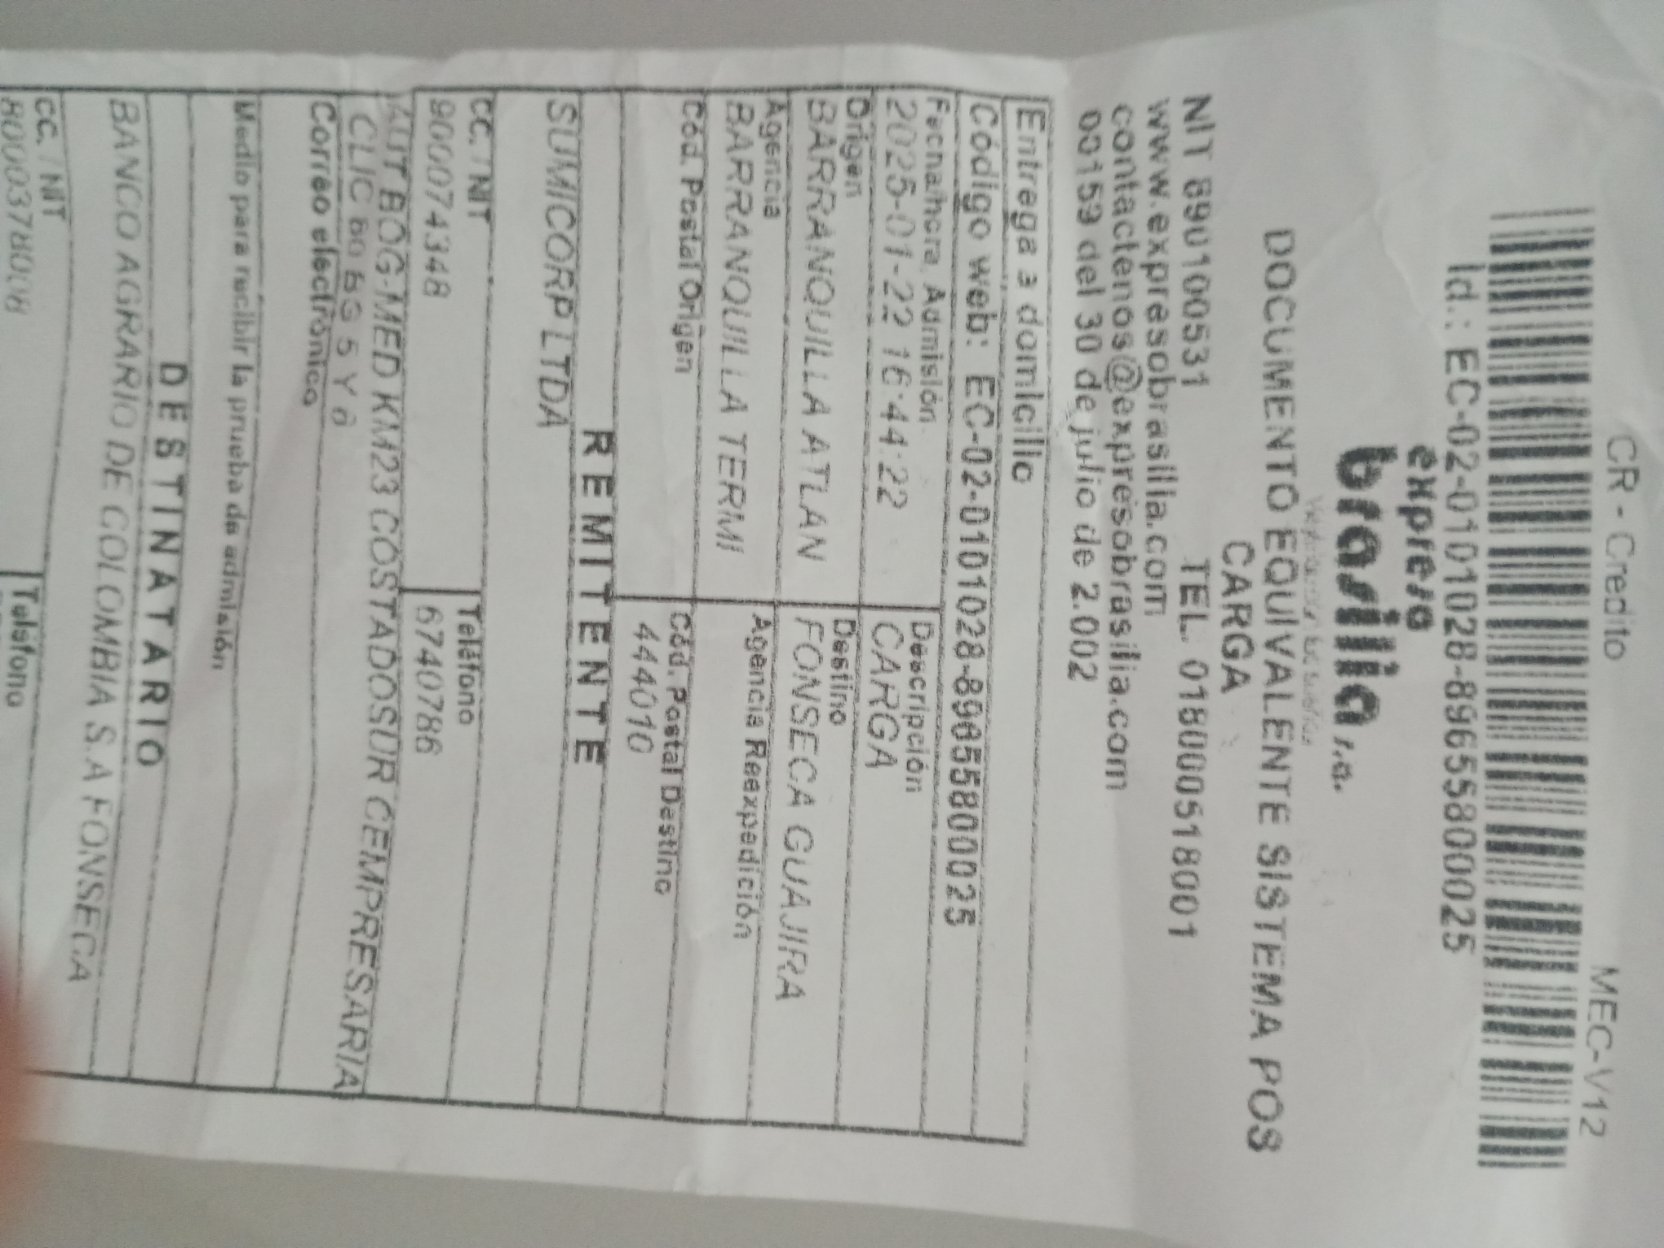 CR - Credito MEC-V12
Id.: EC-02-0101028-89655800025
expreso
brasilia s.a.
DOCUMENTO EQUIVALENTE SISTEMA POS
CARGA
NIT 890100531 TEL. 018000518001
www.expresobrasilia.com
contactenos@expresobrasilia.com
00159 del 30 de julio de 2.002
Entrega a domicilio
Código web: EC-02-0101028-89655800025
Fecha/hora Admisión Descripción
2025-01-22 16:44:22 CARGA
Origen Destino
BARRANQUILLA ATLAN FONSECA GUAJIRA
Agencia Agencia Reexpedición
BARRANQUILLA TERMI
Cód. Postal Origen Cód. Postal Destino
444010
REMITENTE
SUMICORP LTDA
CC. / NIT Teléfono
900074348 6740786
AUT BOG-MED KM23 COSTADOSUR CEMPRESARIA
CLIC BO BG 5 Y 6
Correo electrónico
Medio para recibir la prueba de admisión
DESTINATARIO
BANCO AGRARIO DE COLOMBIA S.A FONSECA
CC. / NIT Teléfono